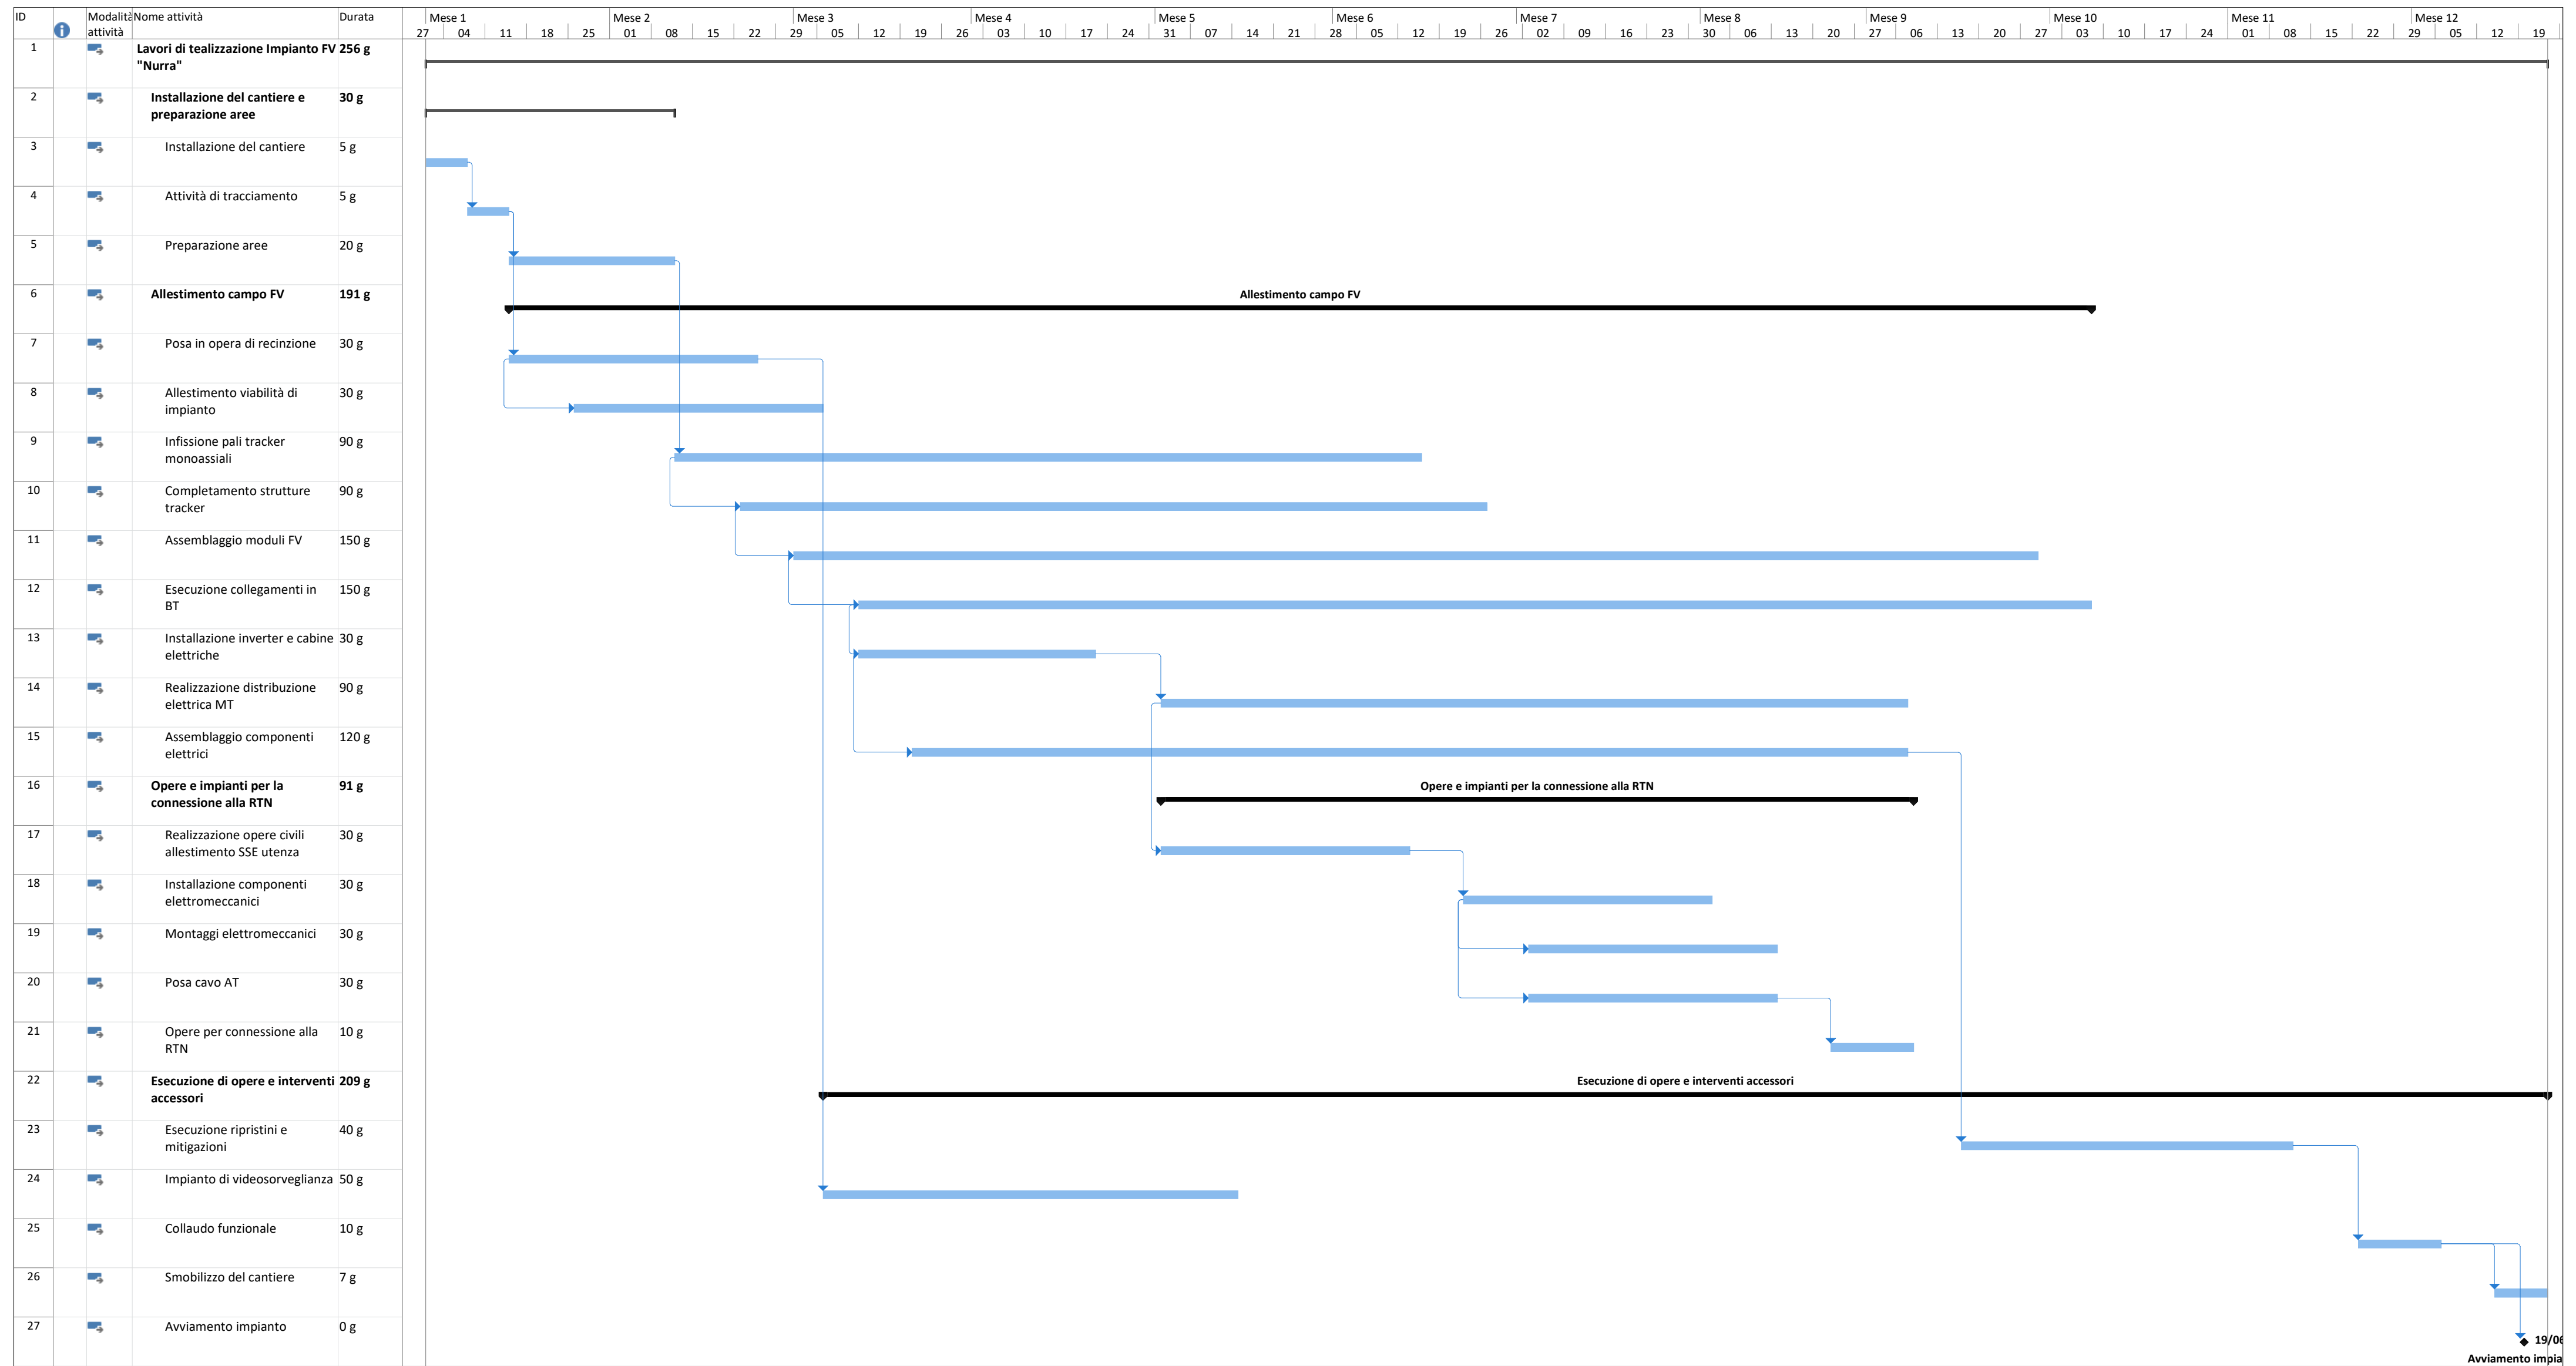 ID Modalità attività Nome attività Durata Mese 1 Mese 2 Mese 3 Mese 4 Mese 5 Mese 6 Mese 7 Mese 8 Mese 9 Mese 10 Mese 11 Mese 12
27 04 11 18 25 01 08 15 22 29 05 12 19 26 03 10 17 24 31 07 14 21 28 05 12 19 26 02 09 16 23 30 06 13 20 27 06 13 20 27 03 10 17 24 01 08 15 22 29 05 12 19
1 Lavori di tealizzazione Impianto FV 256 g
"Nurra"
2 Installazione del cantiere e 30 g
preparazione aree
3 Installazione del cantiere 5 g
4 Attività di tracciamento 5 g
5 Preparazione aree 20 g
6 Allestimento campo FV 191 g Allestimento campo FV
7 Posa in opera di recinzione 30 g
8 Allestimento viabilità di 30 g
impianto
9 Infissione pali tracker 90 g
monoassiali
10 Completamento strutture 90 g
tracker
11 Assemblaggio moduli FV 150 g
12 Esecuzione collegamenti in 150 g
BT
13 Installazione inverter e cabine 30 g
elettriche
14 Realizzazione distribuzione 90 g
elettrica MT
15 Assemblaggio componenti 120 g
elettrici
16 Opere e impianti per la 91 g Opere e impianti per la connessione alla RTN
connessione alla RTN
17 Realizzazione opere civili 30 g
allestimento SSE utenza
18 Installazione componenti 30 g
elettromeccanici
19 Montaggi elettromeccanici 30 g
20 Posa cavo AT 30 g
21 Opere per connessione alla 10 g
RTN
22 Esecuzione di opere e interventi 209 g Esecuzione di opere e interventi accessori
accessori
23 Esecuzione ripristini e 40 g
mitigazioni
24 Impianto di videosorveglianza 50 g
25 Collaudo funzionale 10 g
26 Smobilizzo del cantiere 7 g
27 Avviamento impianto 0 g
19/06
Avviamento impia